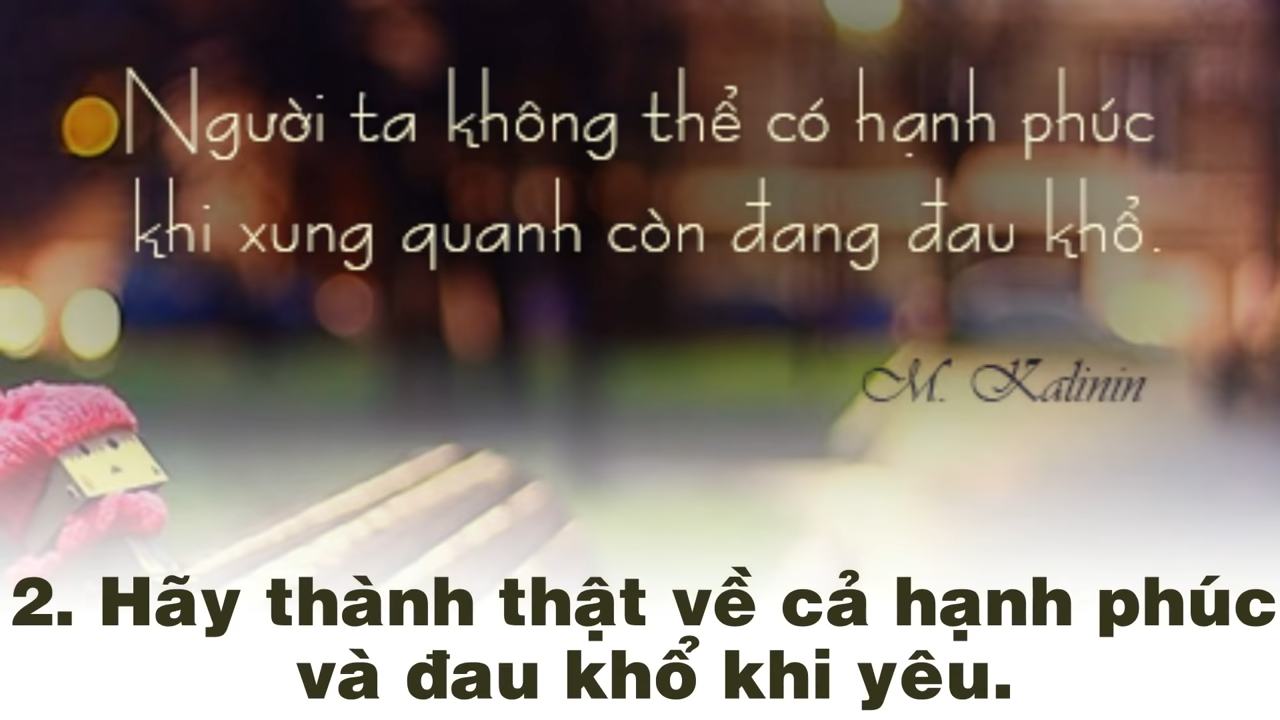 Người ta không thể có hạnh phúc
khi xung quanh còn đang đau khổ.
M. Kalinin
2. Hãy thành thật về cả hạnh phúc
và đau khổ khi yêu.